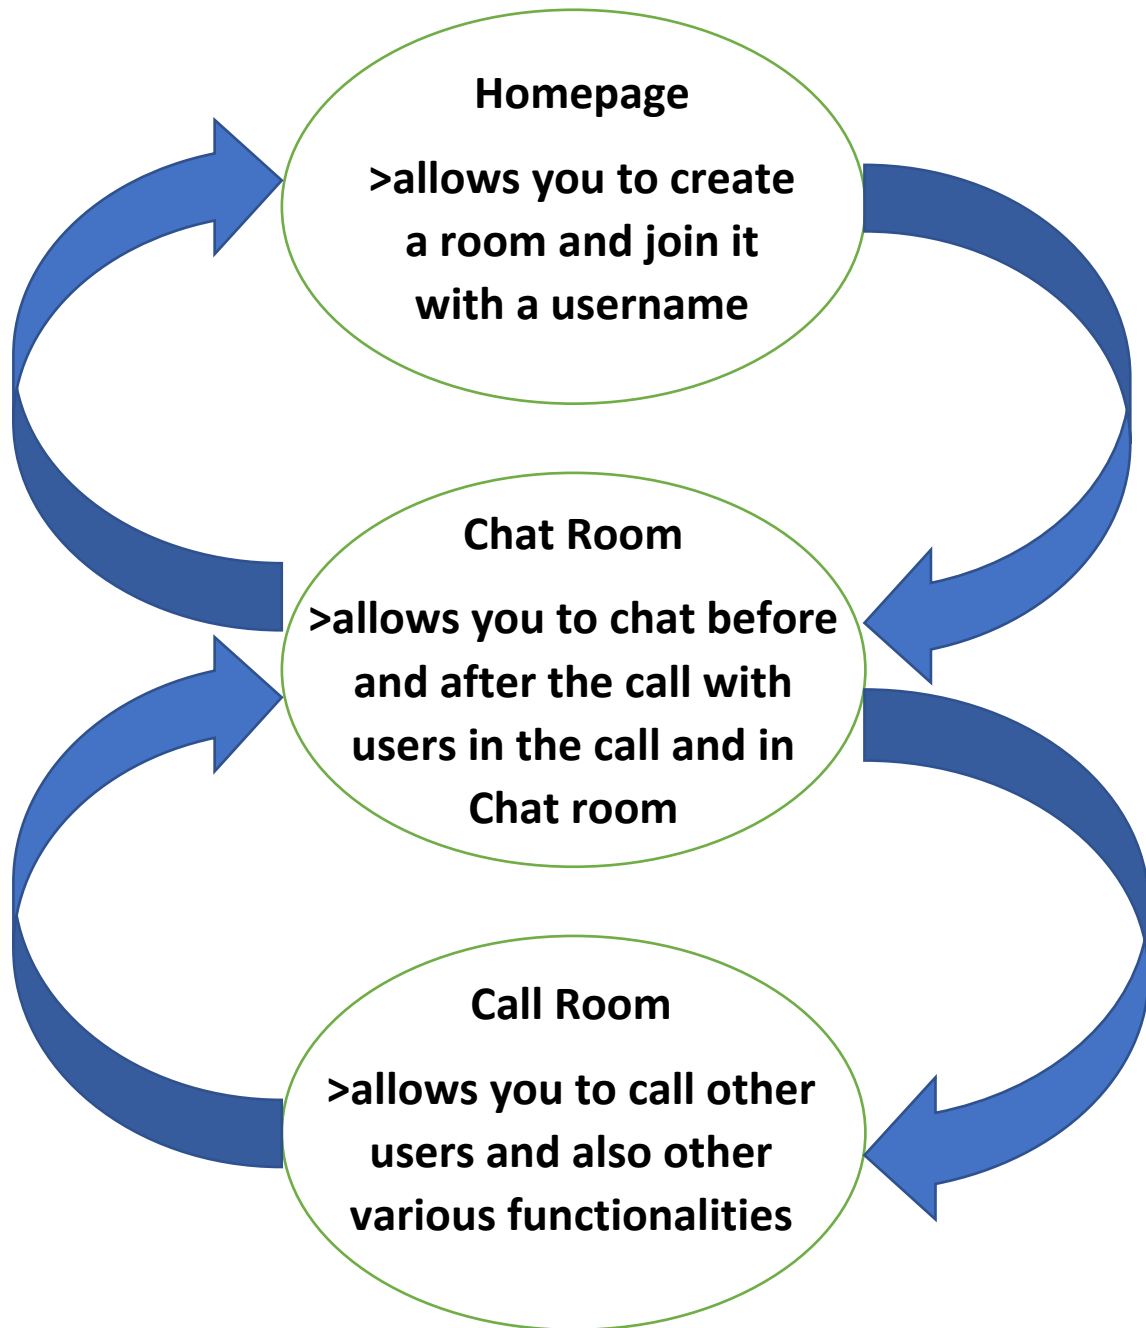 Homepage
>allows you to create
a room and join it
with a username
Chat Room
>allows you to chat before
and after the call with
users in the call and in
Chat room
Call Room
>allows you to call other
users and also other
various functionalities